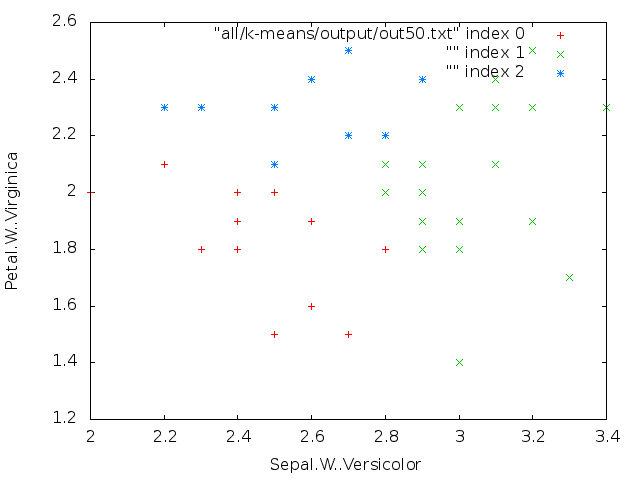 2.6
"all/k-means/output/out50.txt" index 0
"" index 1
"" index 2
2.4
2.2
2
1.8
1.6
1.4
1.2
Petal.W..Virginica
2 2.2 2.4 2.6 2.8 3 3.2 3.4
Sepal.W..Versicolor